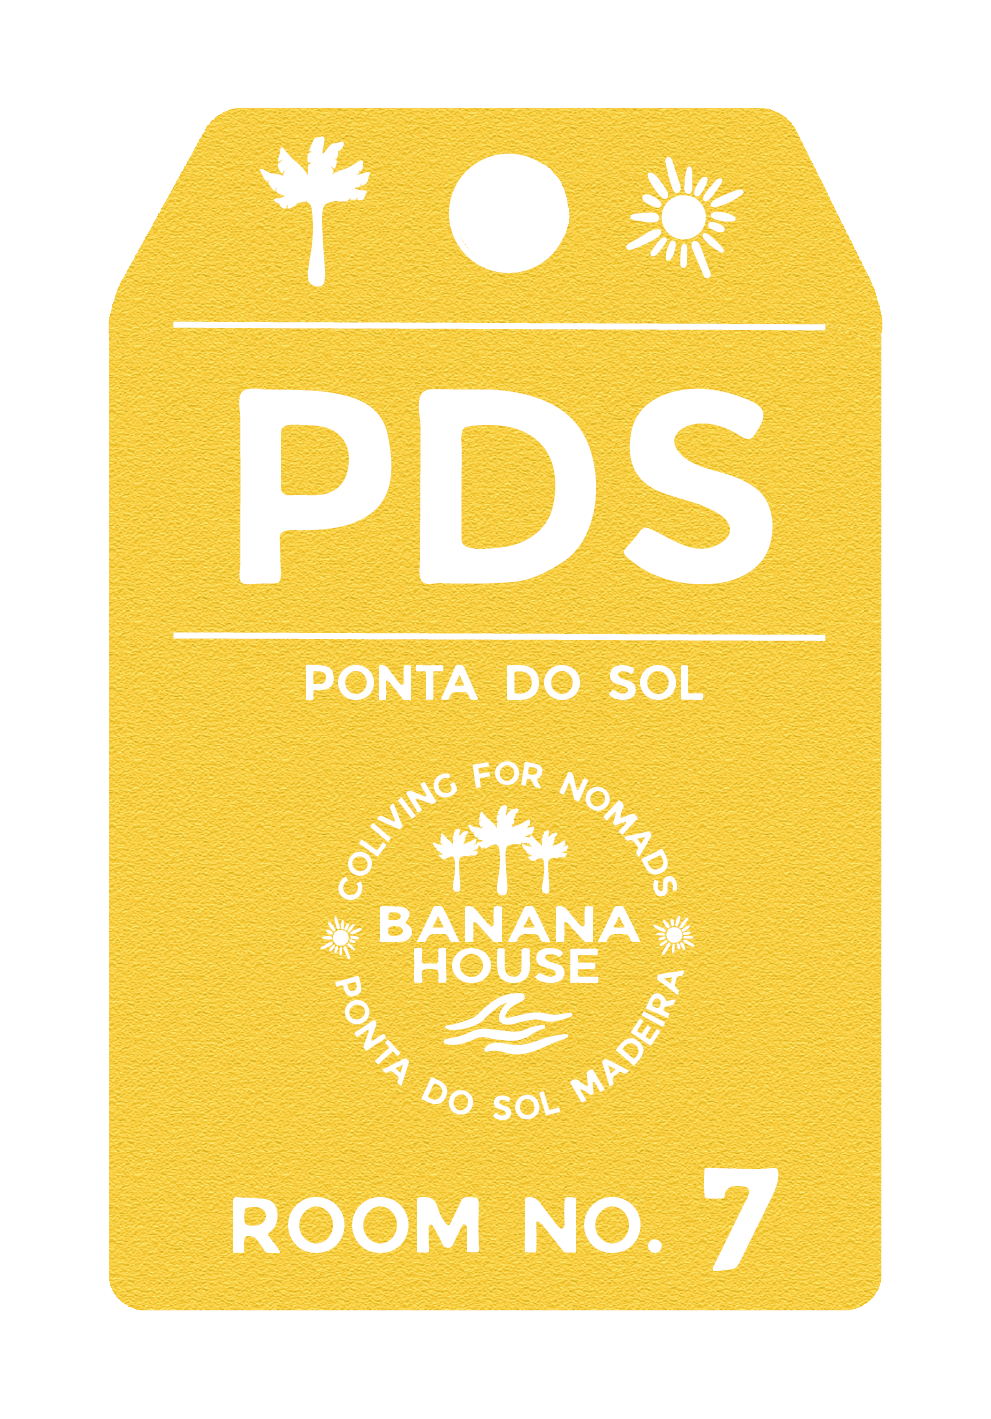 PDS
PONTA DO SOL
COLIVING FOR NOMADS
BANANA
HOUSE
PONTA DO SOL MADEIRA
ROOM NO. 7